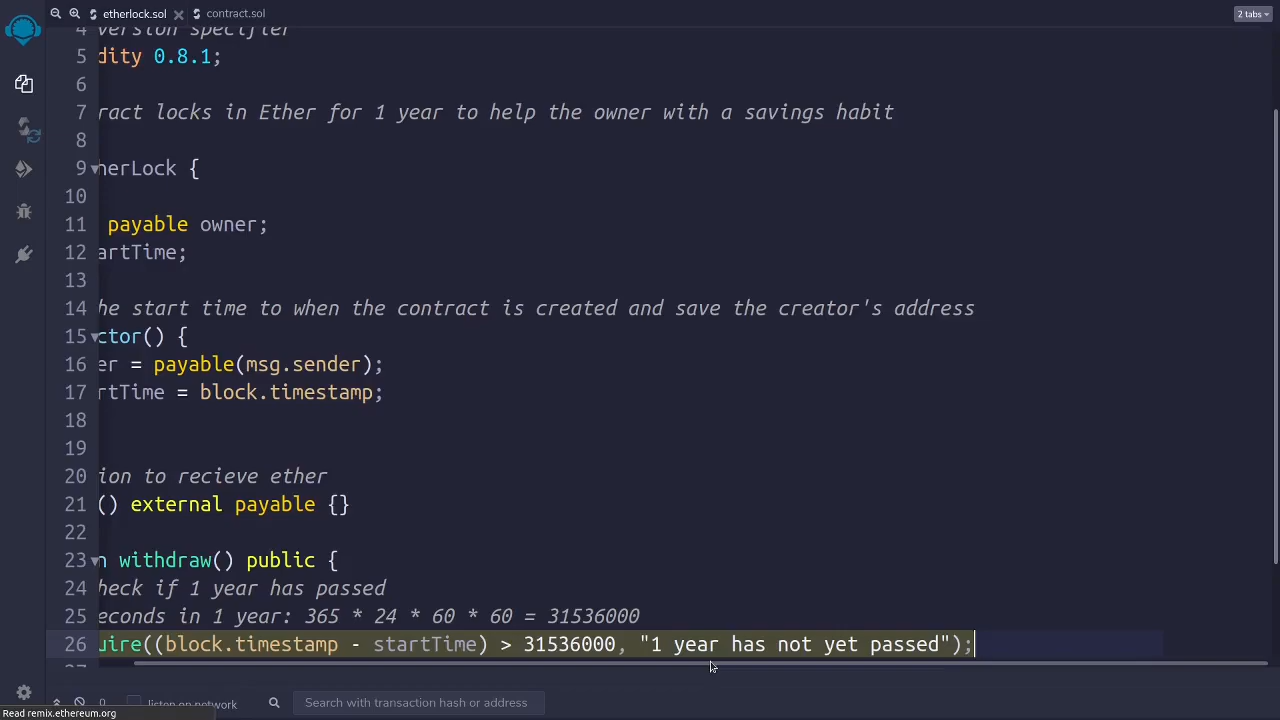 etherlock.sol
contract.sol
2 tabs
4 version specifier
5 dity 0.8.1;
6
7 ract locks in Ether for 1 year to help the owner with a savings habit
8
9 herLock {
10
11 payable owner;
12 artTime;
13
14 he start time to when the contract is created and save the creator's address
15 ctor() {
16 er = payable(msg.sender);
17 rtTime = block.timestamp;
18
19
20 ion to recieve ether
21 () external payable {}
22
23 n withdraw() public {
24 heck if 1 year has passed
25 econds in 1 year: 365 * 24 * 60 * 60 = 31536000
26 uire((block.timestamp - startTime) > 31536000, "1 year has not yet passed");
27
0
listen on network
Search with transaction hash or address
Read remix.ethereum.org